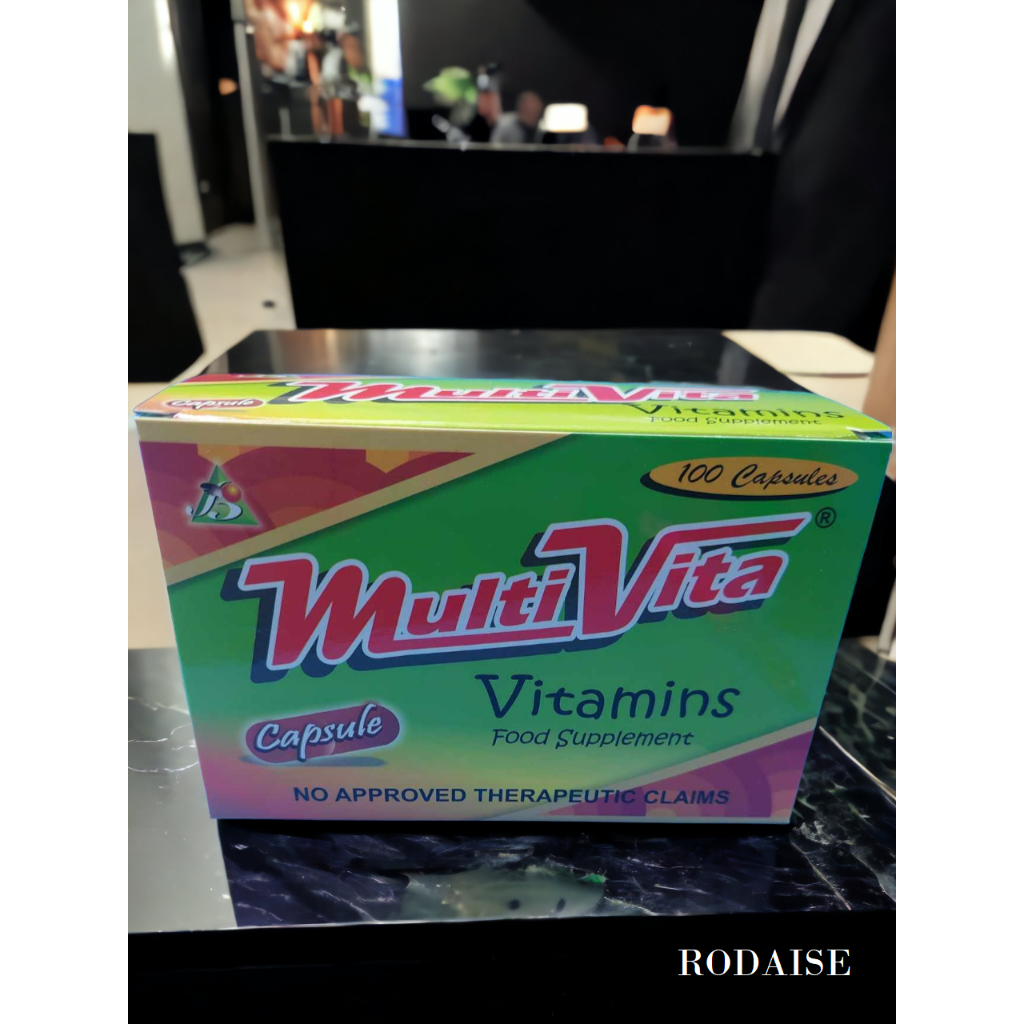 Capsule
MultiVita
Vitamins
Food Supplement
100 Capsules
MultiVita®
Vitamins
Food Supplement
Capsule
NO APPROVED THERAPEUTIC CLAIMS
RODAISE